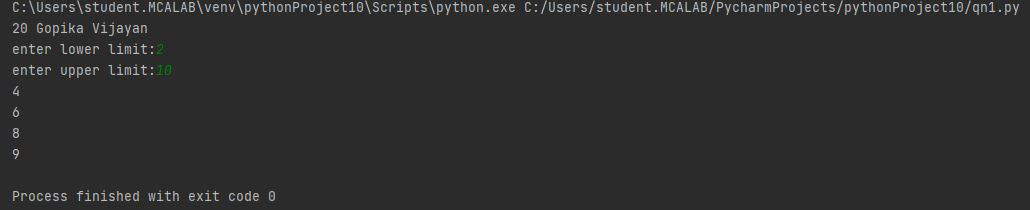 C:\Users\student.MCALAB\venv\pythonProject10\Scripts\python.exe C:/Users/student.MCALAB/PycharmProjects/pythonProject10/qn1.py
20 Gopika Vijayan
enter lower limit:2
enter upper limit:10
4
6
8
9
Process finished with exit code 0